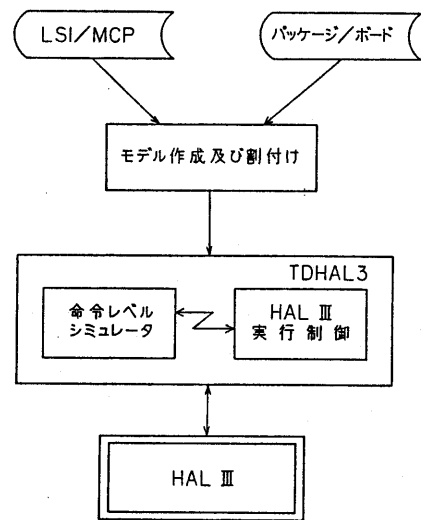 LSI/MCP
パッケージ/ボード
モデル作成及び割付け
TDHAL3
命令レベル
シミュレータ
HAL Ⅲ
実行制御
HAL Ⅲ